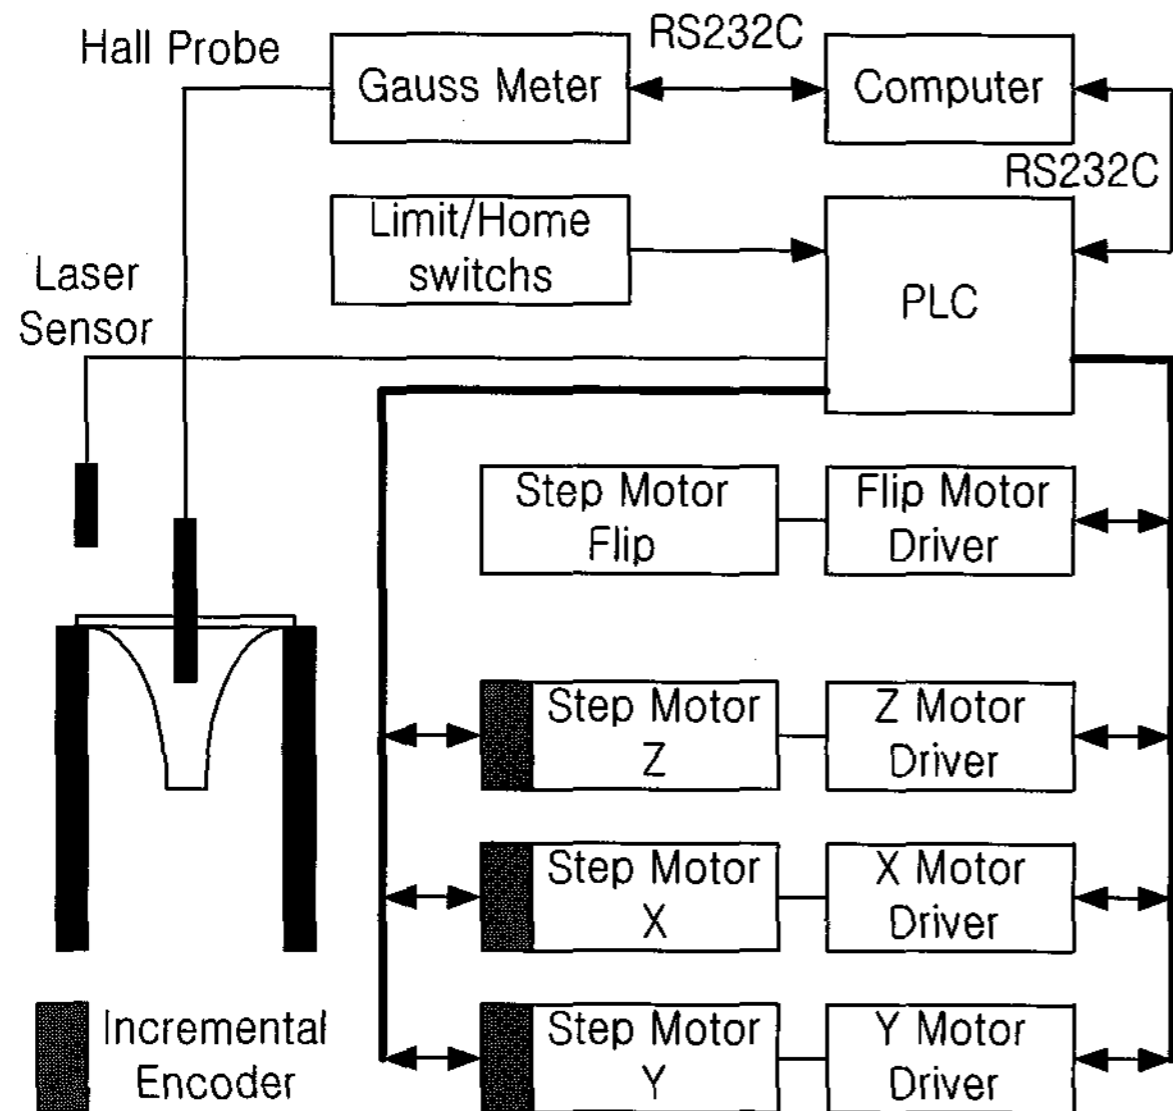 Hall Probe
Gauss Meter
RS232C
Computer
RS232C
Limit/Home
switchs
PLC
Laser
Sensor
Step Motor
Flip
Flip Motor
Driver
Step Motor
Z
Z Motor
Driver
Step Motor
X
X Motor
Driver
Incremental
Encoder
Step Motor
Y
Y Motor
Driver